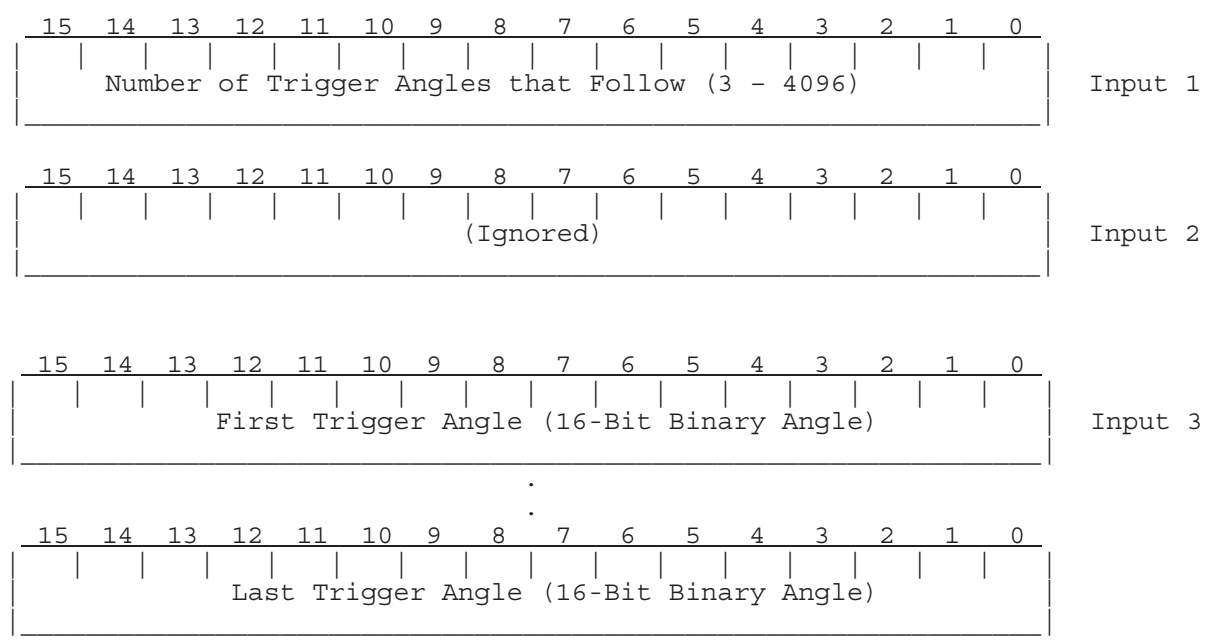 15 14 13 12 11 10 9 8 7 6 5 4 3 2 1 0
Number of Trigger Angles that Follow (3 – 4096) Input 1
15 14 13 12 11 10 9 8 7 6 5 4 3 2 1 0
(Ignored) Input 2
15 14 13 12 11 10 9 8 7 6 5 4 3 2 1 0
First Trigger Angle (16-Bit Binary Angle) Input 3
.
.
15 14 13 12 11 10 9 8 7 6 5 4 3 2 1 0
Last Trigger Angle (16-Bit Binary Angle)